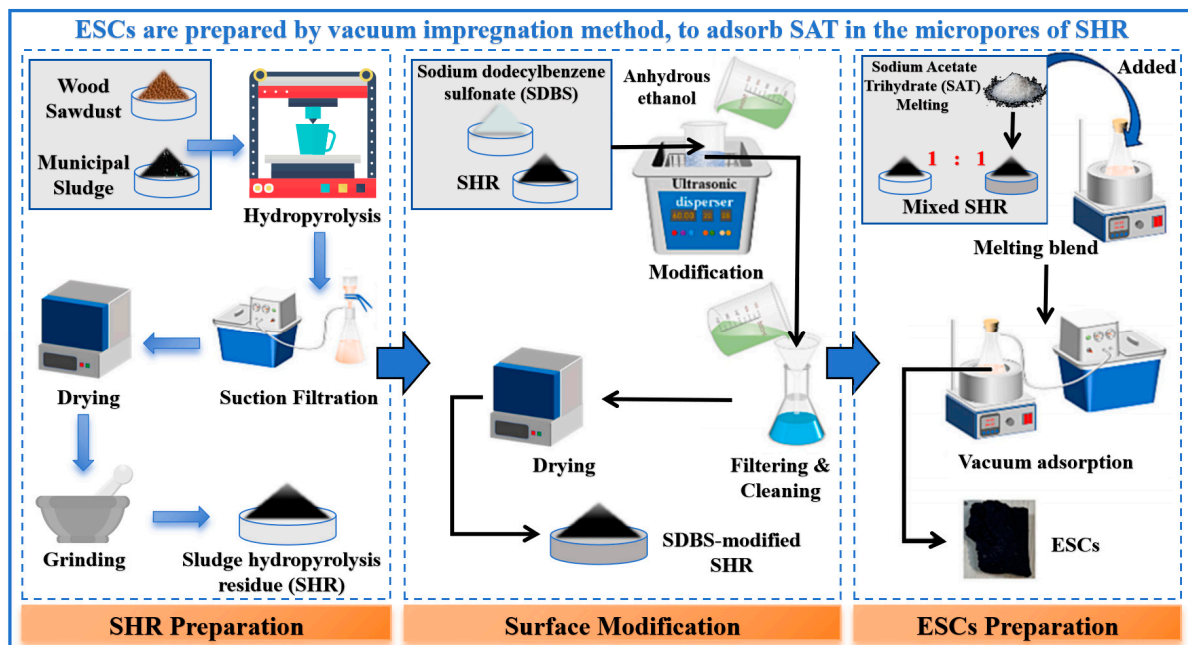 ESCs are prepared by vacuum impregnation method, to adsorb SAT in the micropores of SHR
Wood
Sawdust
Municipal
Sludge
Hydropyrolysis
Drying
Suction Filtration
Grinding
Sludge hydropyrolysis
residue (SHR)
SHR Preparation
Sodium dodecylbenzene
sulfonate (SDBS)
SHR
Anhydrous
ethanol
Ultrasonic
disperser
Modification
Drying
Filtering &
Cleaning
SDBS-modified
SHR
Surface Modification
Sodium Acetate
Trihydrate (SAT)
Melting
1 : 1
Mixed SHR
Added
Melting blend
Vacuum adsorption
ESCs
ESCs Preparation